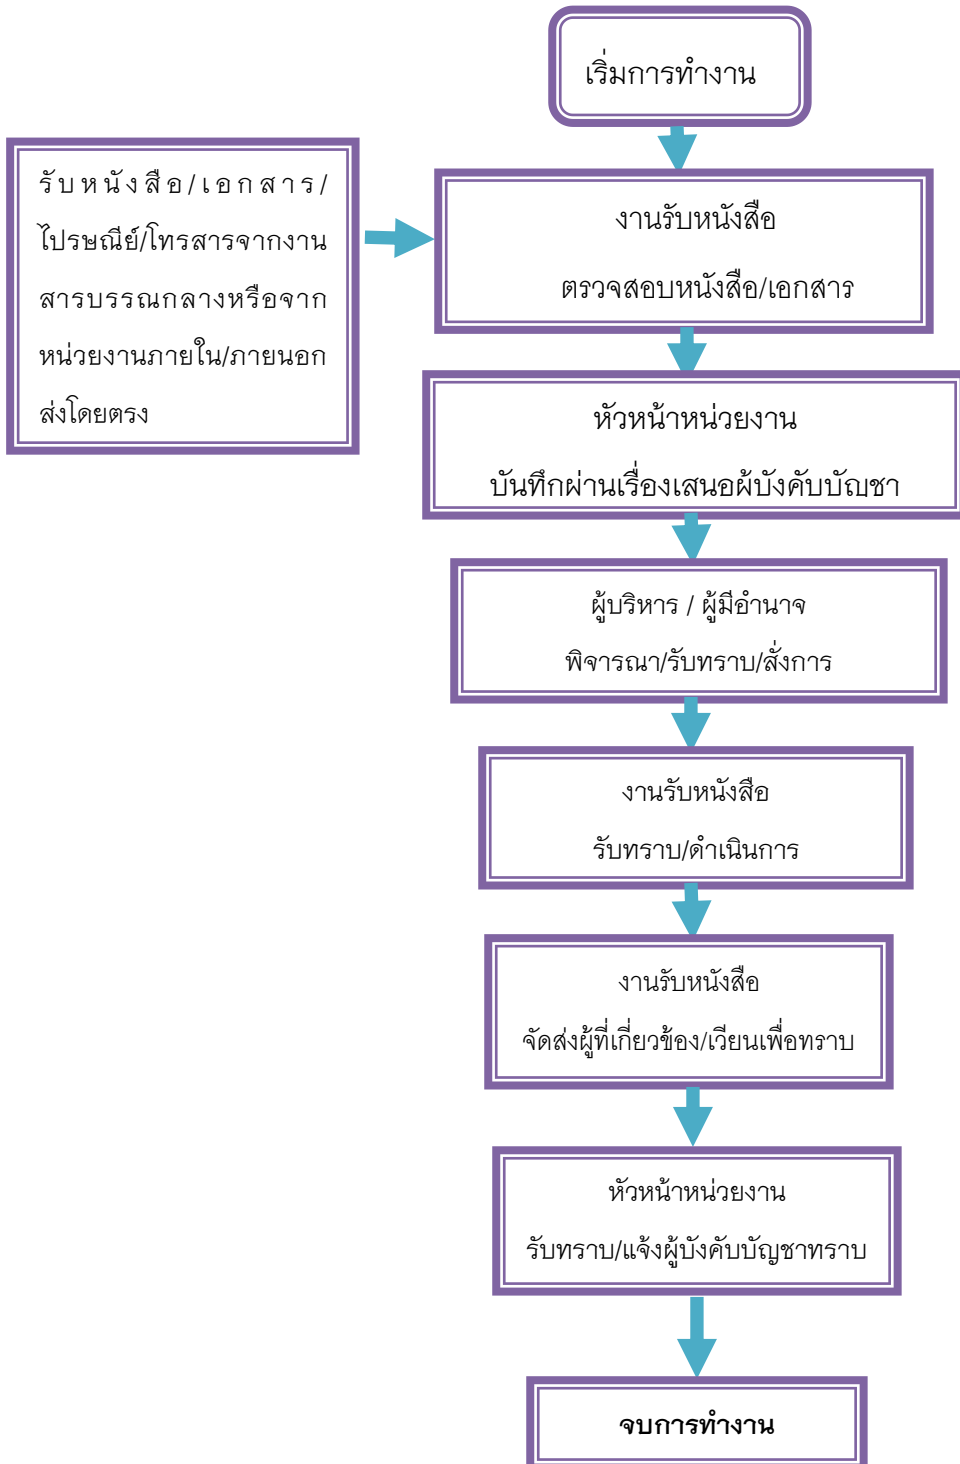 เริ่มการทำงาน
รับหนังสือ/เอกสาร/
ไปรษณีย์/โทรสารจากงาน
สารบรรณกลางหรือจาก
หน่วยงานภายใน/ภายนอก
ส่งโดยตรง
งานรับหนังสือ
ตรวจสอบหนังสือ/เอกสาร
หัวหน้าหน่วยงาน
บันทึกผ่านเรื่องเสนอผู้บังคับบัญชา
ผู้บริหาร / ผู้มีอำนาจ
พิจารณา/รับทราบ/สั่งการ
งานรับหนังสือ
รับทราบ/ดำเนินการ
งานรับหนังสือ
จัดส่งผู้ที่เกี่ยวข้อง/เวียนเพื่อทราบ
หัวหน้าหน่วยงาน
รับทราบ/แจ้งผู้บังคับบัญชาทราบ
จบการทำงาน